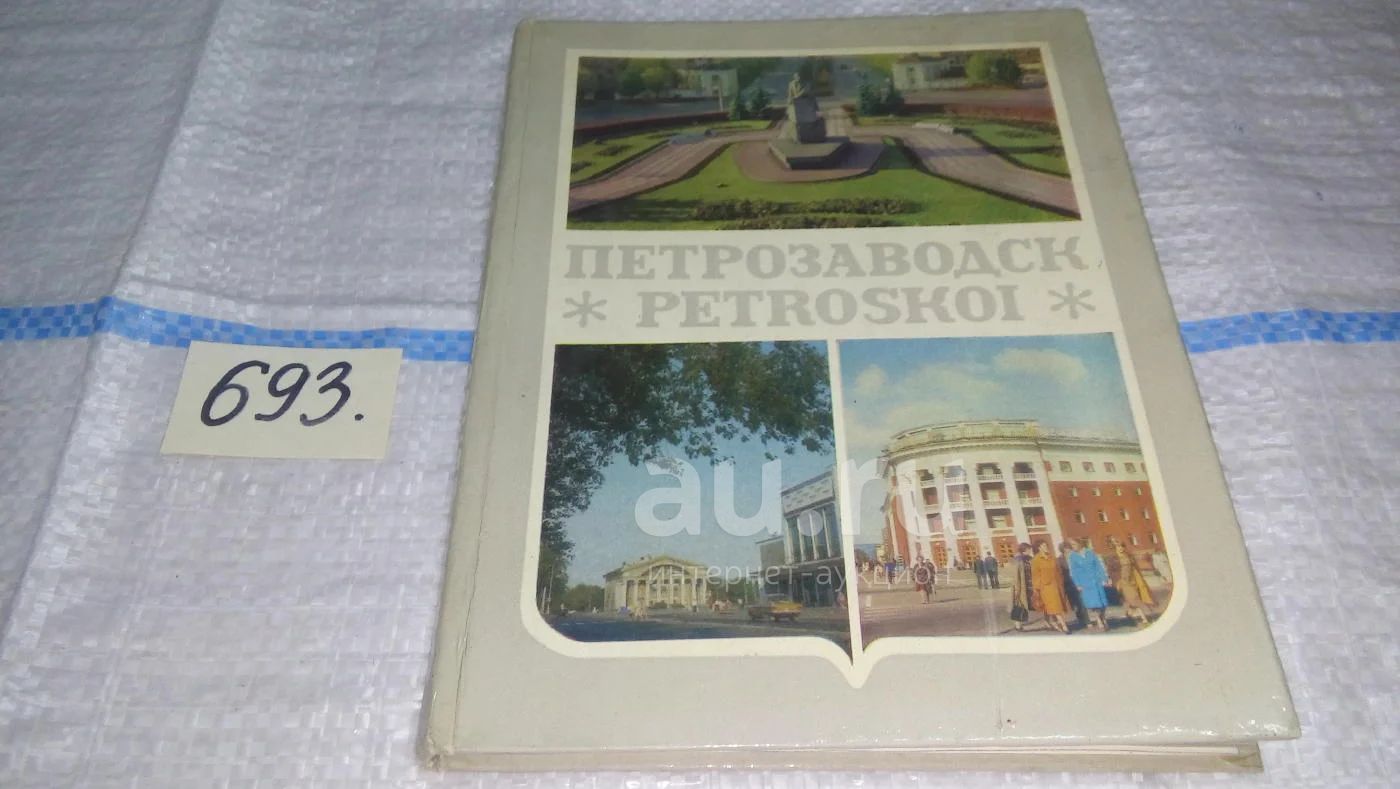 ПЕТРОЗАВОДСК
* PETROSKOI *
693.
au.ru
интернет-аукцион